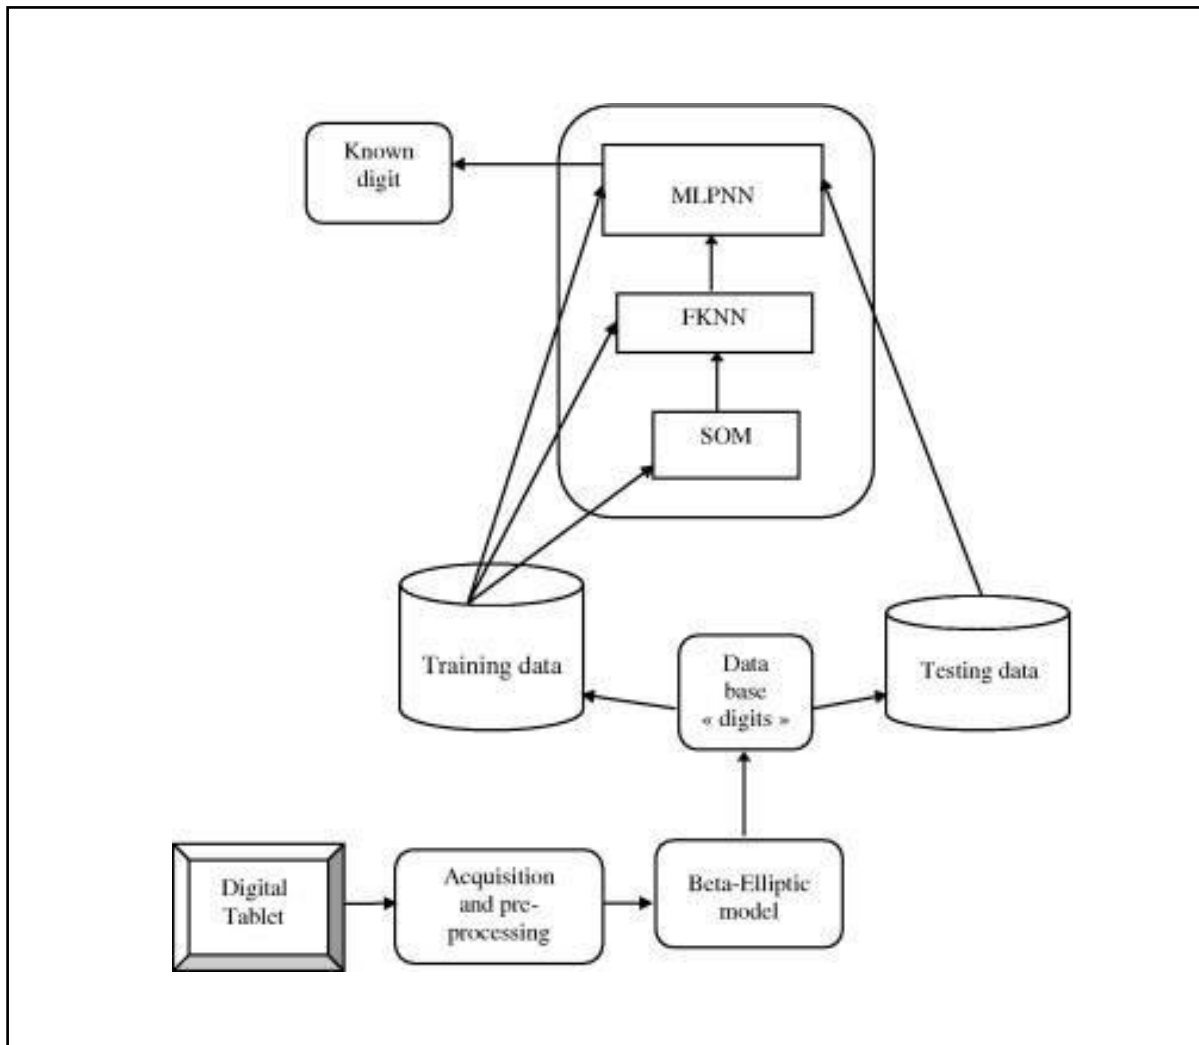 Known
digit
MLPNN
FKNN
SOM
Training data
Data
base
« digits »
Testing data
Digital
Tablet
Acquisition
and pre-
processing
Beta-Elliptic
model